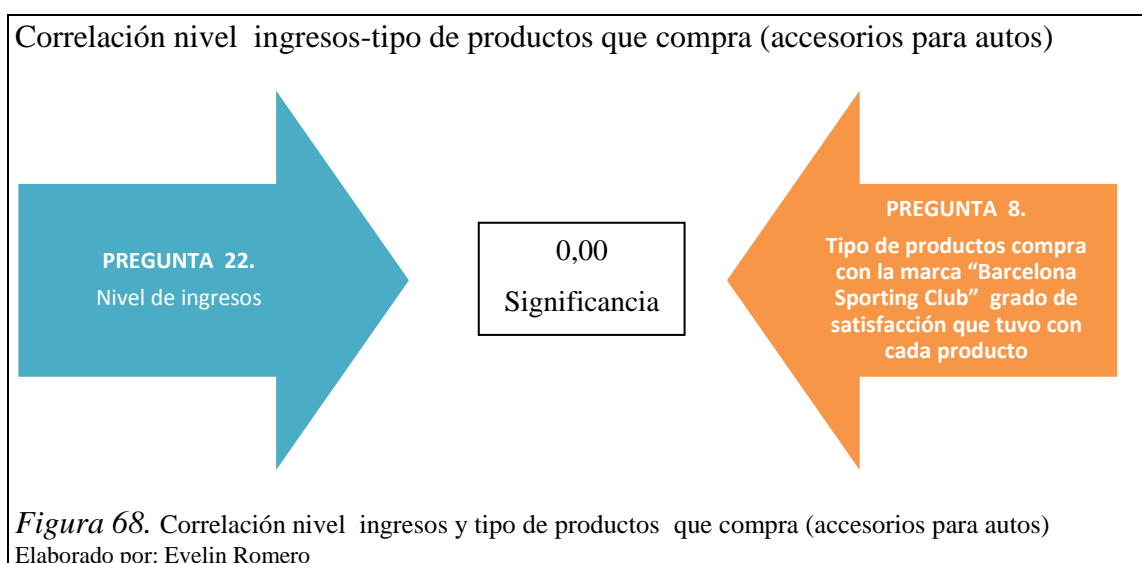 Correlación nivel ingresos-tipo de productos que compra (accesorios para autos)
PREGUNTA 22.
Nivel de ingresos
0,00
Significancia
PREGUNTA 8.
Tipo de productos compra
con la marca “Barcelona
Sporting Club” grado de
satisfacción que tuvo con
cada producto
Figura 68. Correlación nivel ingresos y tipo de productos que compra (accesorios para autos)
Elaborado por: Evelin Romero